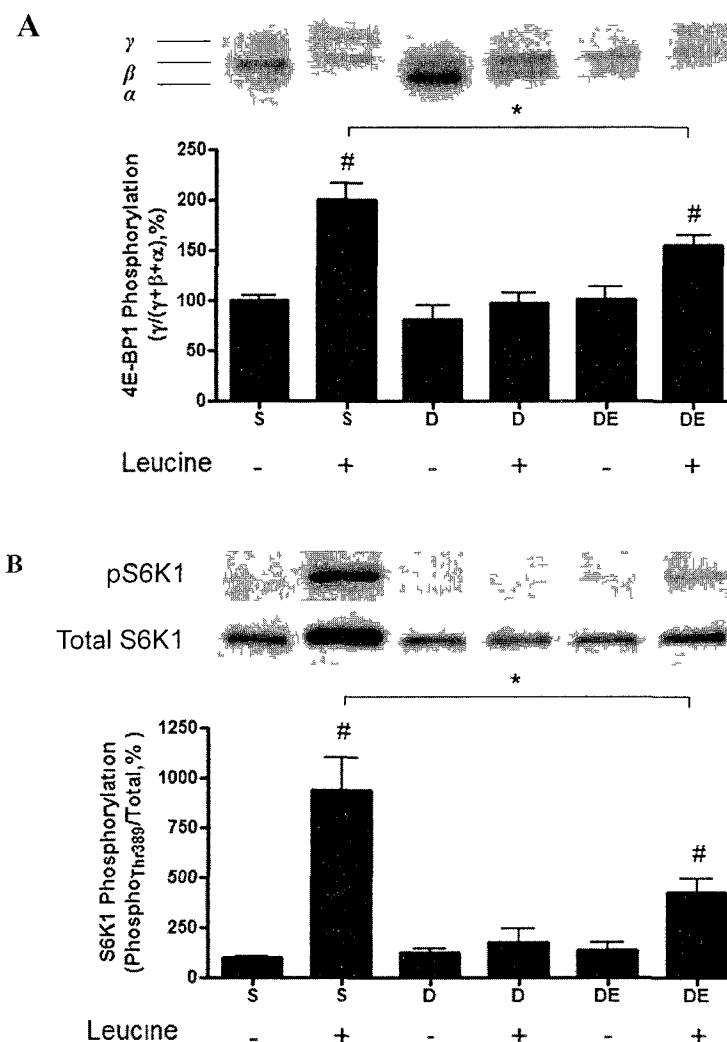 A
γ
β
α
*
#
#
250
200
150
100
50
0
4E-BP1 Phosphorylation
(γ/(γ+β+α),%)
S S D D DE DE
Leucine - + - + - +
B
pS6K1
Total S6K1
*
#
#
1250
1000
750
500
250
0
S6K1 Phosphorylation
(PhosphoThr389/Total,%)
S S D D DE DE
Leucine - + - + - +